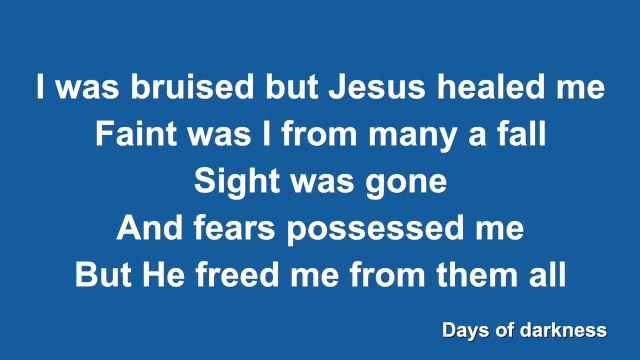 I was bruised but Jesus healed me
Faint was I from many a fall
Sight was gone
And fears possessed me
But He freed me from them all
Days of darkness